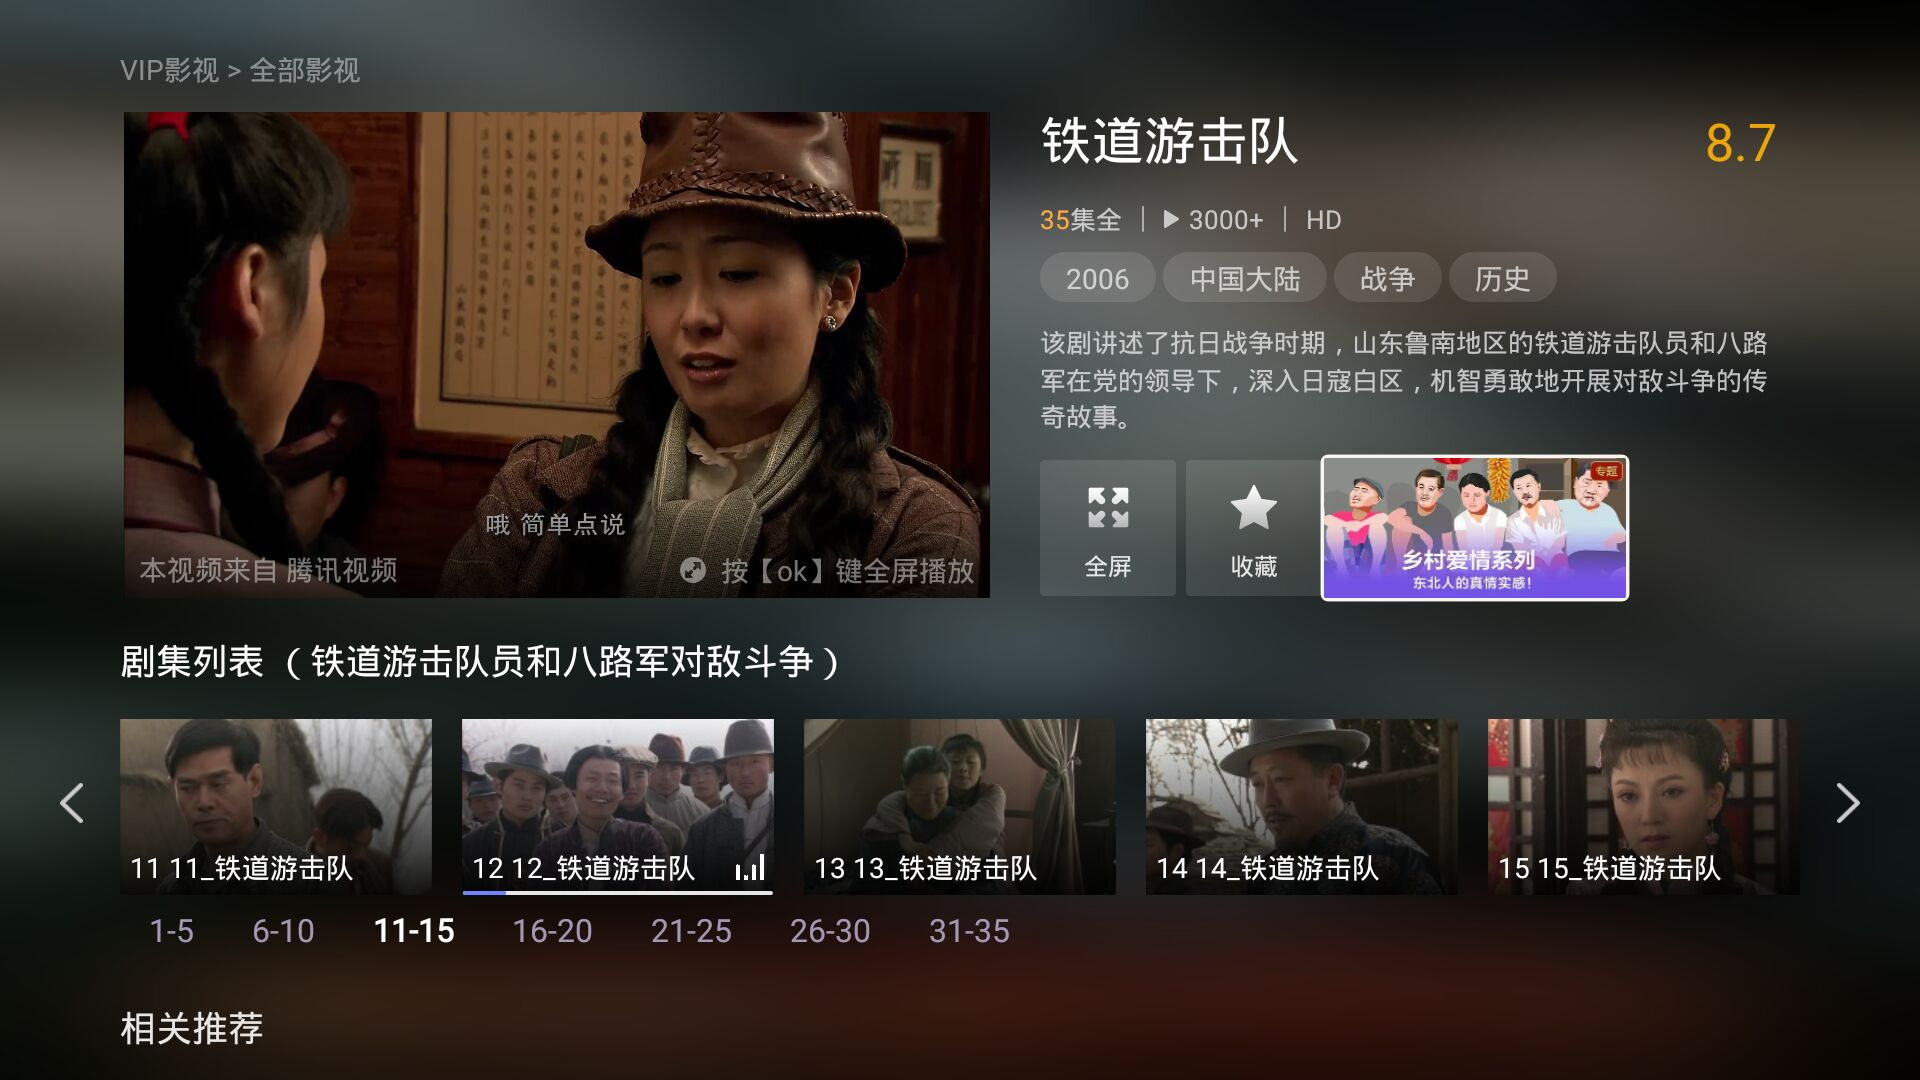 VIP影视 > 全部影视
哦 简单点说
本视频来自 腾讯视频
按【ok】键全屏播放
铁道游击队
8.7
35集全 | 3000+ | HD
2006 中国大陆 战争 历史
该剧讲述了抗日战争时期，山东鲁南地区的铁道游击队员和八路
军在党的领导下，深入日寇白区，机智勇敢地开展对敌斗争的传
奇故事。
全屏
收藏
专题
乡村爱情系列
东北人的真情实感！
剧集列表 （铁道游击队员和八路军对敌斗争）
11 11_铁道游击队
12 12_铁道游击队
13 13_铁道游击队
14 14_铁道游击队
15 15_铁道游击队
1-5 6-10 11-15 16-20 21-25 26-30 31-35
相关推荐